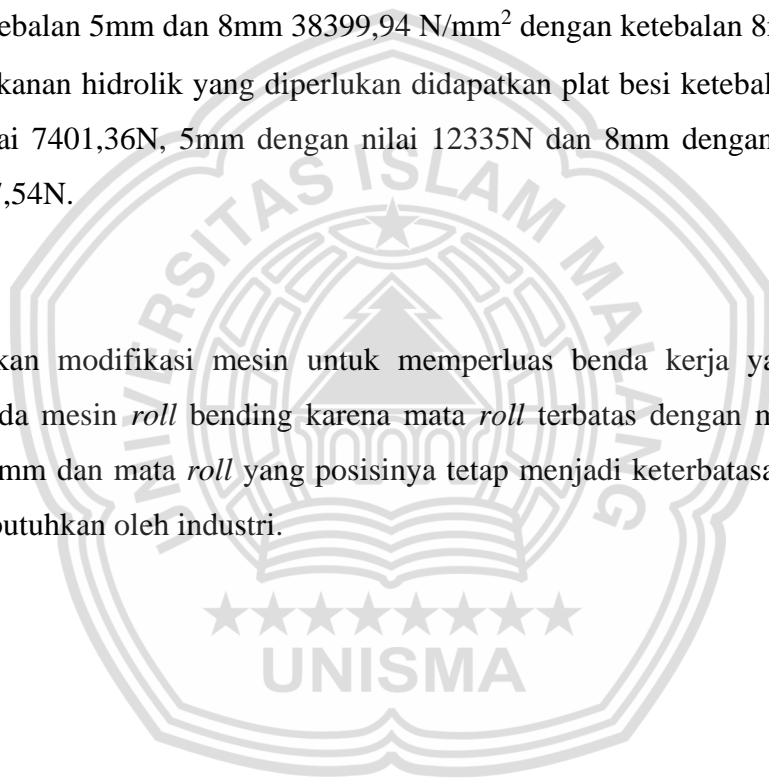 ebalan 5mm dan 8mm 38399,94 N/mm² dengan ketebalan 8
kanan hidrolik yang diperlukan didapatkan plat besi keteba
ai 7401,36N, 5mm dengan nilai 12335N dan 8mm dengan
,54N.
kan modifikasi mesin untuk memperluas benda kerja ya
da mesin roll bending karena mata roll terbatas dengan
mm dan mata roll yang posisinya tetap menjadi keterbatasa
butuhkan oleh industri.
UNIVERSITAS ISLAM MALANG
UNISMA